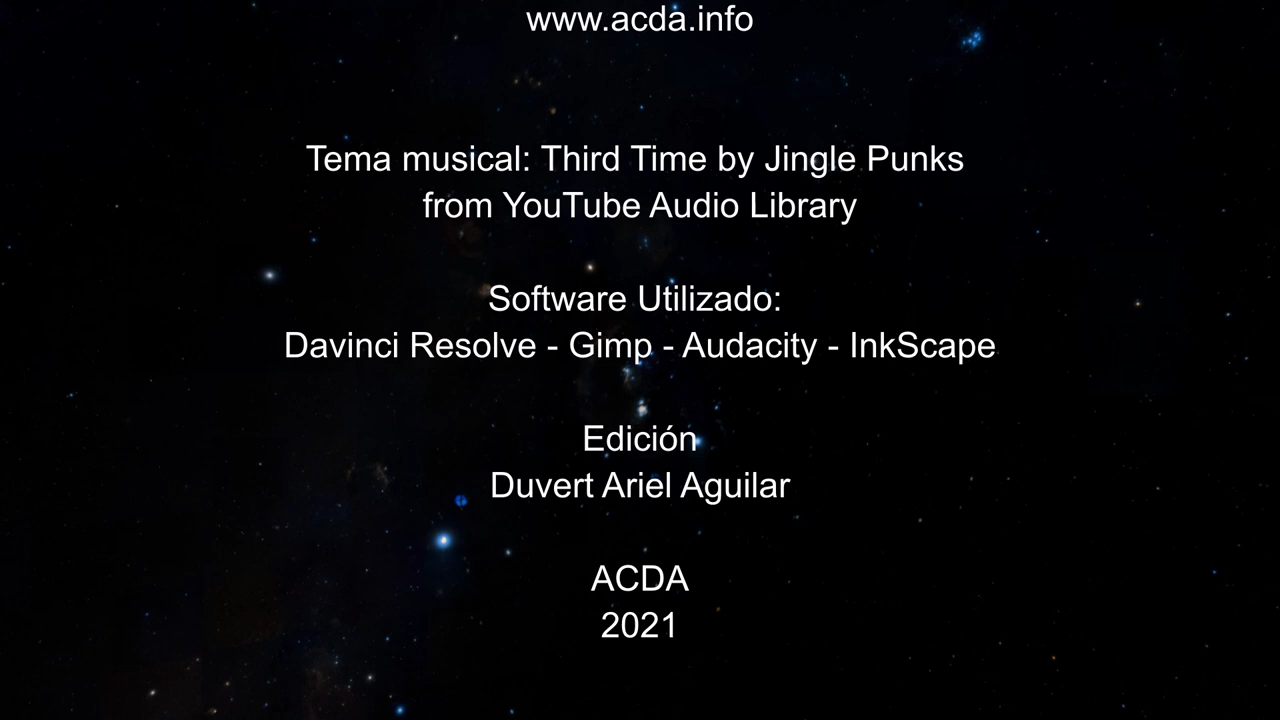 www.acda.info
Tema musical: Third Time by Jingle Punks
from YouTube Audio Library
Software Utilizado:
Davinci Resolve - Gimp - Audacity - InkScape
Edición
Duvert Ariel Aguilar
ACDA
2021